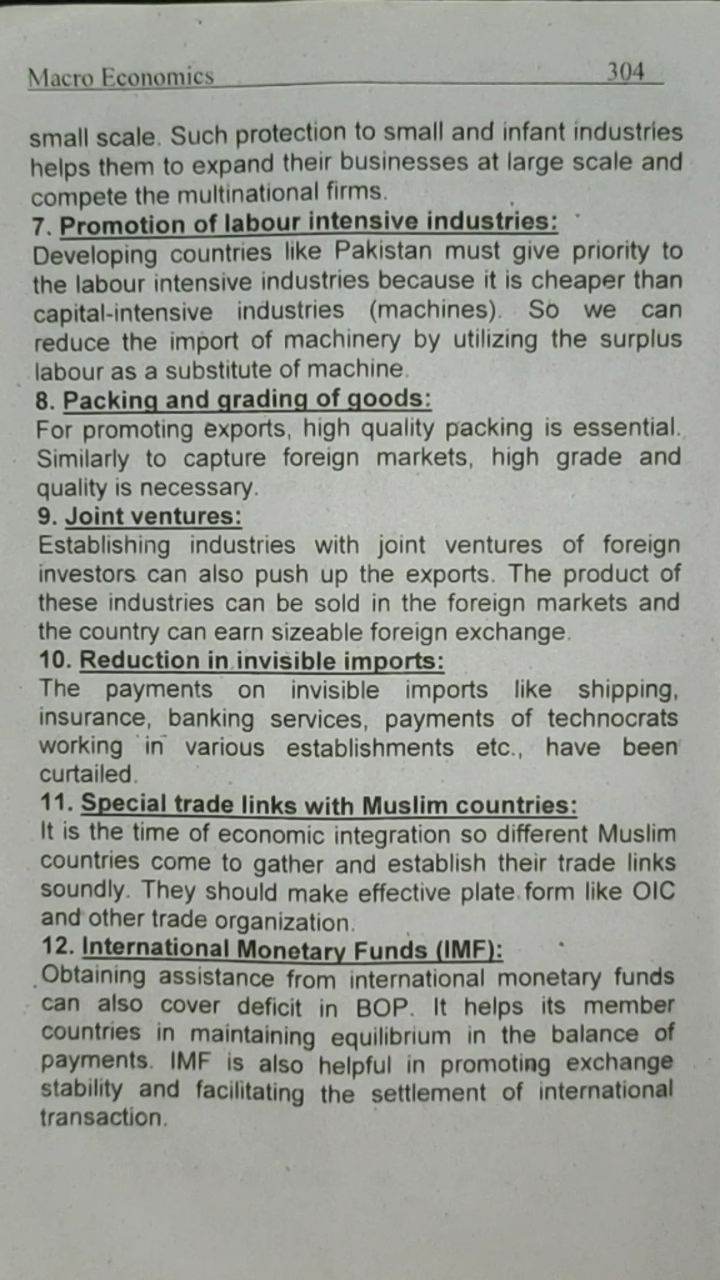 Macro Economics 304
small scale. Such protection to small and infant industries
helps them to expand their businesses at large scale and
compete the multinational firms.
7. Promotion of labour intensive industries:
Developing countries like Pakistan must give priority to
the labour intensive industries because it is cheaper than
capital-intensive industries (machines). So we can
reduce the import of machinery by utilizing the surplus
labour as a substitute of machine.
8. Packing and grading of goods:
For promoting exports, high quality packing is essential.
Similarly to capture foreign markets, high grade and
quality is necessary.
9. Joint ventures:
Establishing industries with joint ventures of foreign
investors can also push up the exports. The product of
these industries can be sold in the foreign markets and
the country can earn sizeable foreign exchange.
10. Reduction in invisible imports:
The payments on invisible imports like shipping,
insurance, banking services, payments of technocrats
working in various establishments etc., have been
curtailed.
11. Special trade links with Muslim countries:
It is the time of economic integration so different Muslim
countries come to gather and establish their trade links
soundly. They should make effective plate form like OIC
and other trade organization.
12. International Monetary Funds (IMF):
Obtaining assistance from international monetary funds
can also cover deficit in BOP. It helps its member
countries in maintaining equilibrium in the balance of
payments. IMF is also helpful in promoting exchange
stability and facilitating the settlement of international
transaction.